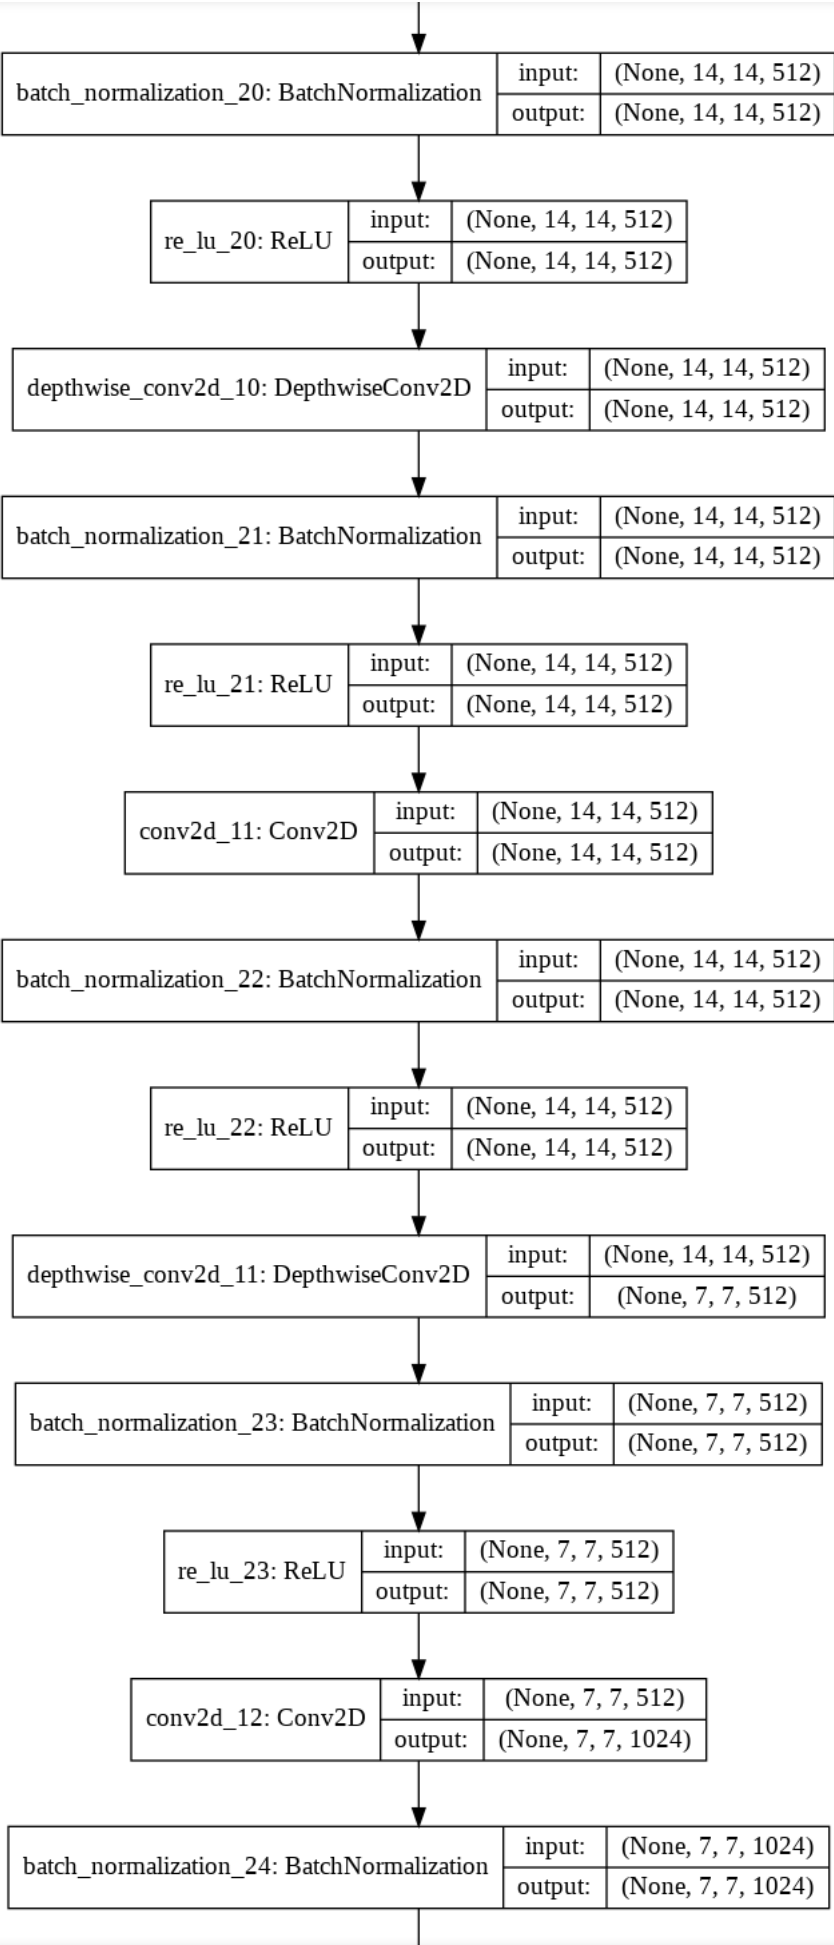 batch_normalization_20: BatchNormalization
input: (None, 14, 14, 512)
output: (None, 14, 14, 512)
re_lu_20: ReLU
input: (None, 14, 14, 512)
output: (None, 14, 14, 512)
depthwise_conv2d_10: DepthwiseConv2D
input: (None, 14, 14, 512)
output: (None, 14, 14, 512)
batch_normalization_21: BatchNormalization
input: (None, 14, 14, 512)
output: (None, 14, 14, 512)
re_lu_21: ReLU
input: (None, 14, 14, 512)
output: (None, 14, 14, 512)
conv2d_11: Conv2D
input: (None, 14, 14, 512)
output: (None, 14, 14, 512)
batch_normalization_22: BatchNormalization
input: (None, 14, 14, 512)
output: (None, 14, 14, 512)
re_lu_22: ReLU
input: (None, 14, 14, 512)
output: (None, 14, 14, 512)
depthwise_conv2d_11: DepthwiseConv2D
input: (None, 14, 14, 512)
output: (None, 7, 7, 512)
batch_normalization_23: BatchNormalization
input: (None, 7, 7, 512)
output: (None, 7, 7, 512)
re_lu_23: ReLU
input: (None, 7, 7, 512)
output: (None, 7, 7, 512)
conv2d_12: Conv2D
input: (None, 7, 7, 512)
output: (None, 7, 7, 1024)
batch_normalization_24: BatchNormalization
input: (None, 7, 7, 1024)
output: (None, 7, 7, 1024)